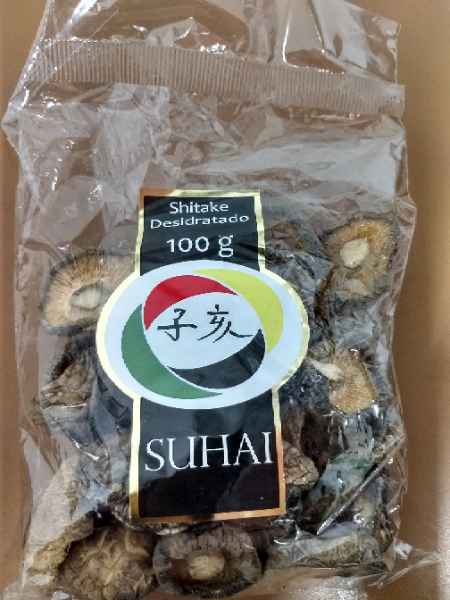 Shitake
Desidratado
100 g
子亥
SUHAI